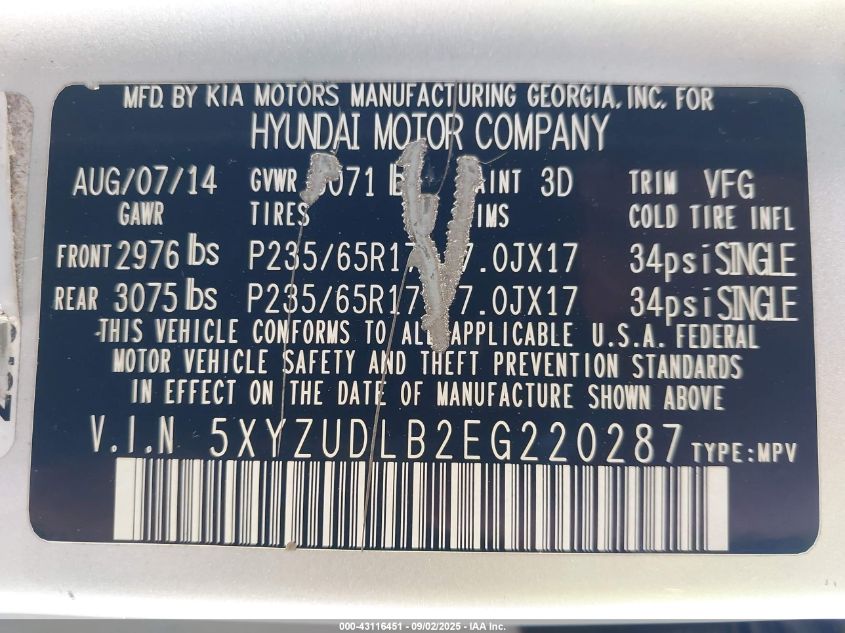 MFD. BY KIA MOTORS MANUFACTURING GEORGIA, INC. FOR
HYUNDAI MOTOR COMPANY
AUG/07/14 GVWR 3D TRIM VFG
GAWR TIRES COLD TIRE INFL
FRONT 2976 lbs P235/65R17 7.0JX17 34psi SINGLE
REAR 3075 lbs P235/65R17 7.0JX17 34psi SINGLE
THIS VEHICLE CONFORMS TO ALL APPLICABLE U.S.A. FEDERAL
MOTOR VEHICLE SAFETY AND THEFT PREVENTION STANDARDS
IN EFFECT ON THE DATE OF MANUFACTURE SHOWN ABOVE
V.I.N 5XYZUDLB2EG220287 TYPE:MPV
000-43116451 - 09/02/2025 - IAA Inc.